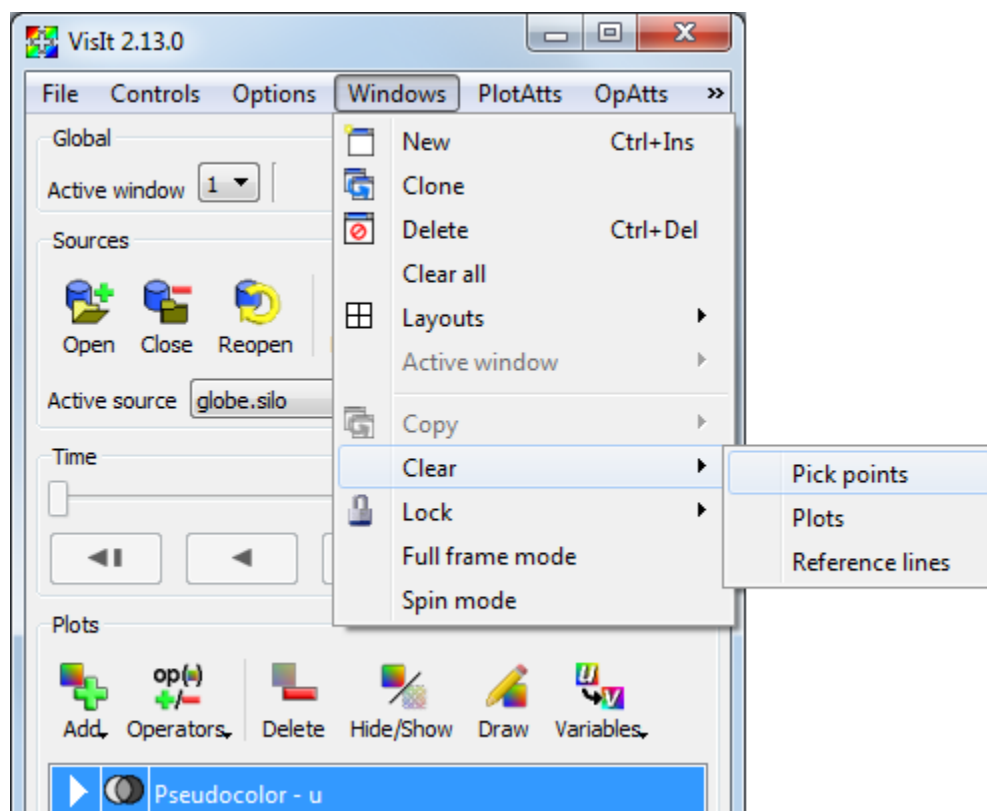 VisIt 2.13.0
File Controls Options Windows PlotAtts OpAtts »
Global
Active window 1
Sources
Open Close Reopen
Active source globe.silo
Time
New Ctrl+Ins
Clone
Delete Ctrl+Del
Clear all
Layouts
Active window
Copy
Clear
Lock
Full frame mode
Spin mode
Pick points
Plots
Reference lines
Plots
op(=)
+/-
U
V
Add Operators Delete Hide/Show Draw Variables
Pseudocolor - u